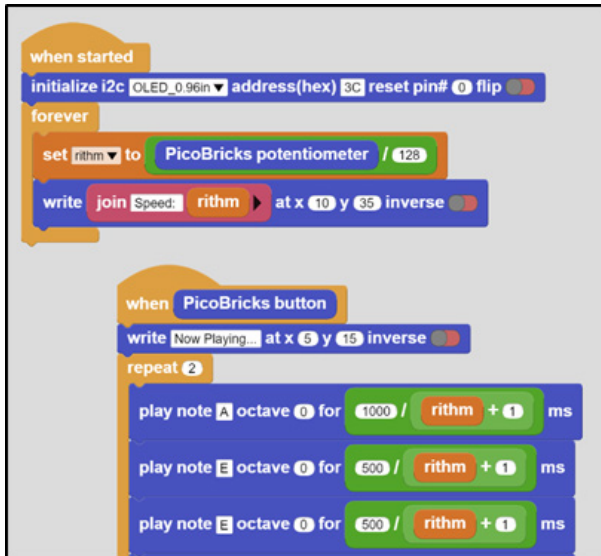 when started
initialize i2c OLED_0.96in address(hex) 3C reset pin# 0 flip
forever
set rithm to PicoBricks potentiometer / 128
write join Speed: rithm at x 10 y 35 inverse
when PicoBricks button
write Now Playing... at x 5 y 15 inverse
repeat 2
play note A octave 0 for 1000 / rithm + 1 ms
play note E octave 0 for 500 / rithm + 1 ms
play note E octave 0 for 500 / rithm + 1 ms